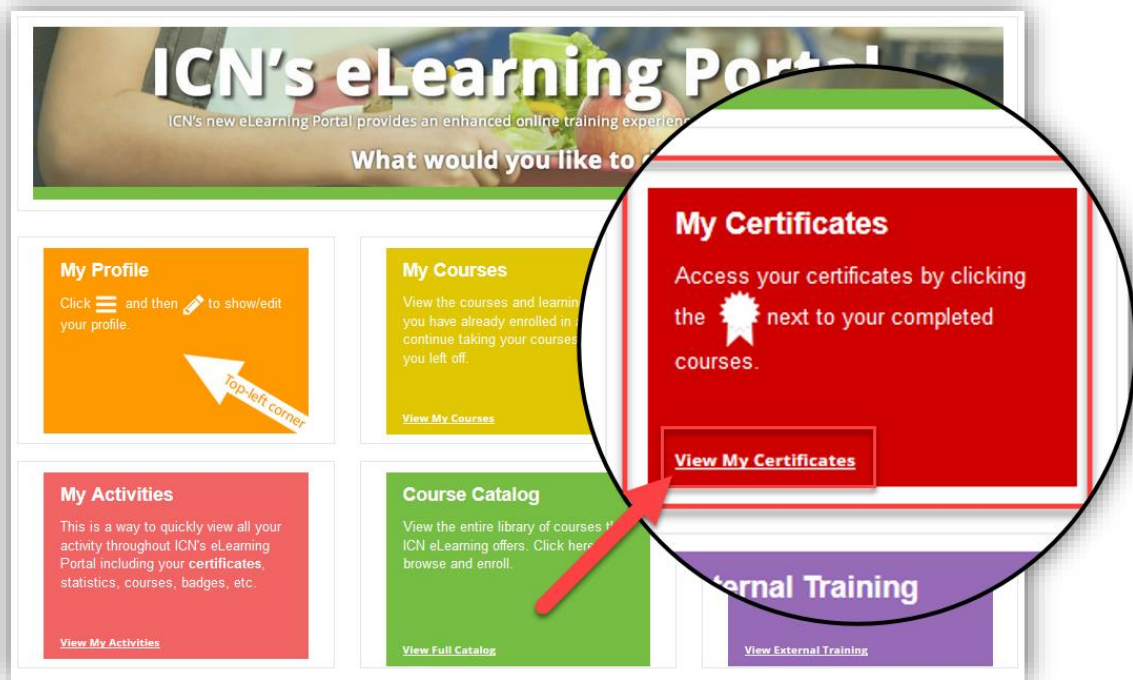 ICN's eLearning Portal
ICN's new eLearning Portal provides an enhanced online training
What would you like to
My Profile
Click and then to show/edit
your profile.
Top-left corner
My Courses
View the courses and learning
you have already enrolled in
continue taking your courses
you left off.
View My Courses
My Certificates
Access your certificates by clicking
the next to your completed
courses.
View My Certificates
My Activities
This is a way to quickly view all your
activity throughout ICN's eLearning
Portal including your certificates,
statistics, courses, badges, etc.
View My Activities
Course Catalog
View the entire library of courses
ICN eLearning offers. Click here
browse and enroll.
View Full Catalog
ternal Training
View External Training